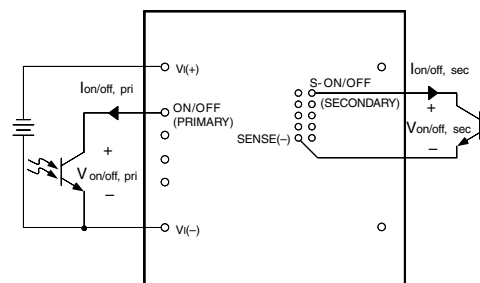 VI(+)
Ion/off, pri
ON/OFF
(PRIMARY)
+
Von/off, pri
–
VI(–)
S- ON/OFF
(SECONDARY)
SENSE(–)
Ion/off, sec
+
Von/off, sec
–